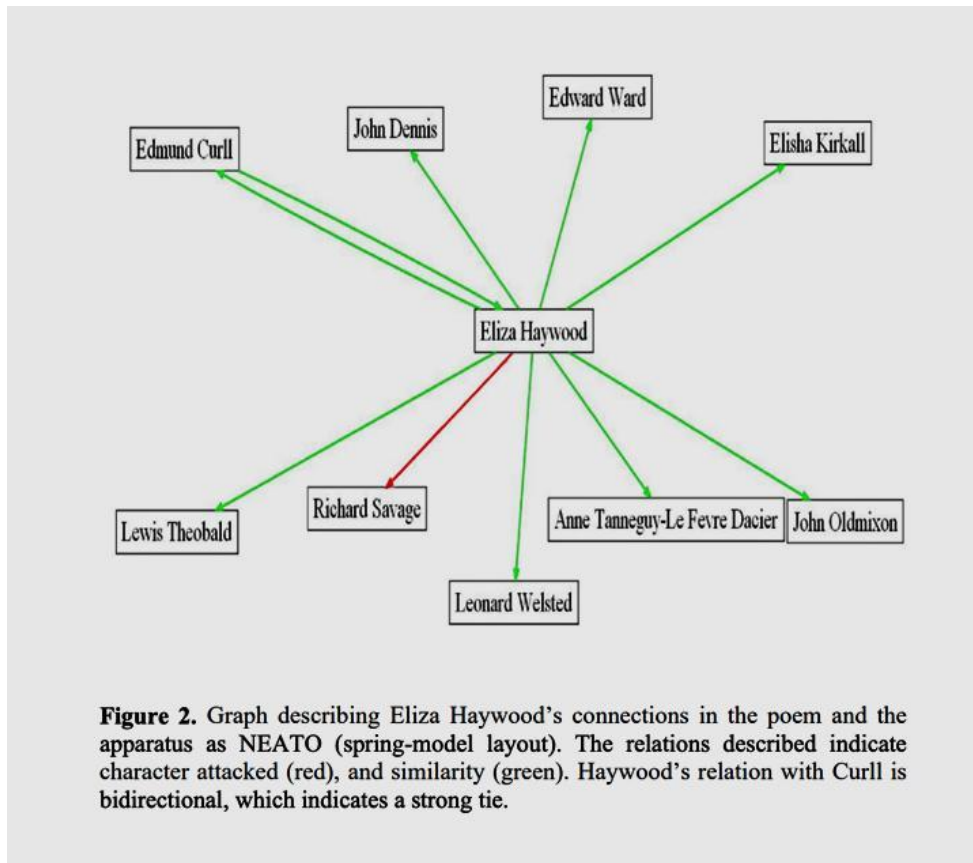 Edward Ward
John Dennis
Elisha Kirkall
Edmund Curll
Eliza Haywood
Richard Savage
Anne Tanneguy-Le Fevre Dacier
John Oldmixon
Lewis Theobald
Leonard Welsted
Figure 2. Graph describing Eliza Haywood's connections in the poem and the
apparatus as NEATO (spring-model layout). The relations described indicate
character attacked (red), and similarity (green). Haywood's relation with Curll is
bidirectional, which indicates a strong tie.